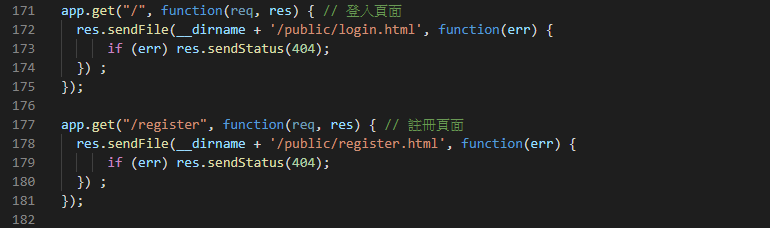 171 app.get("/", function(req, res) { // 登入頁面
172 res.sendFile(__dirname + '/public/login.html', function(err) {
173 if (err) res.sendStatus(404);
174 }) ;
175 });
176
177 app.get("/register", function(req, res) { // 註冊頁面
178 res.sendFile(__dirname + '/public/register.html', function(err) {
179 if (err) res.sendStatus(404);
180 }) ;
181 });
182